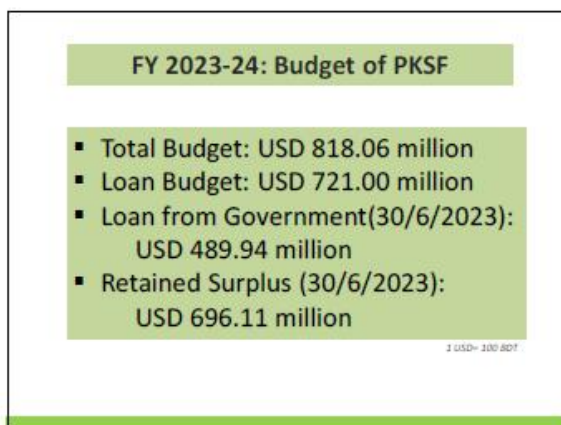 FY 2023-24: Budget of PKSF
▪ Total Budget: USD 818.06 million
▪ Loan Budget: USD 721.00 million
▪ Loan from Government(30/6/2023):
USD 489.94 million
▪ Retained Surplus (30/6/2023):
USD 696.11 million
1 USD= 100 BDT